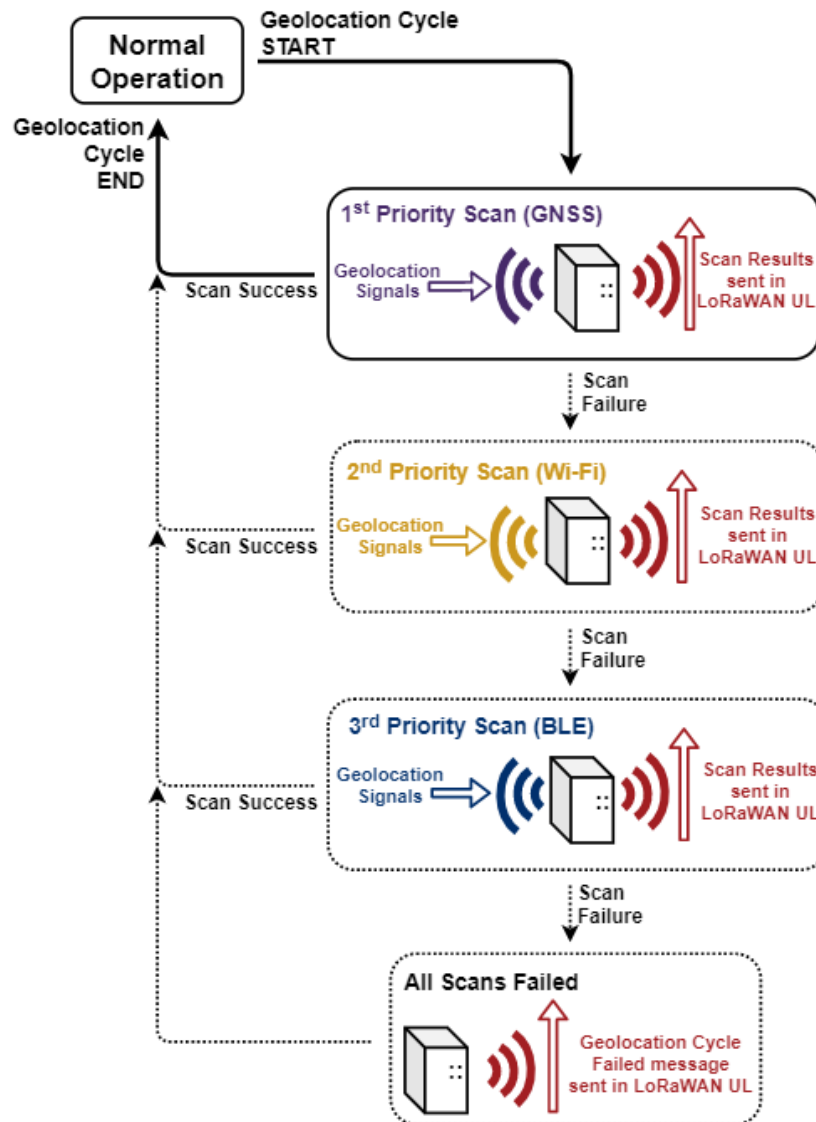 Normal
Operation
Geolocation Cycle
START
Geolocation
Cycle
END
1st Priority Scan (GNSS)
Geolocation
Signals
Scan Results
sent in
LoRaWAN UL
Scan Success
Scan
Failure
2nd Priority Scan (Wi-Fi)
Geolocation
Signals
Scan Results
sent in
LoRaWAN UL
Scan Success
Scan
Failure
3rd Priority Scan (BLE)
Geolocation
Signals
Scan Results
sent in
LoRaWAN UL
Scan Success
Scan
Failure
All Scans Failed
Geolocation Cycle
Failed message
sent in LoRaWAN UL